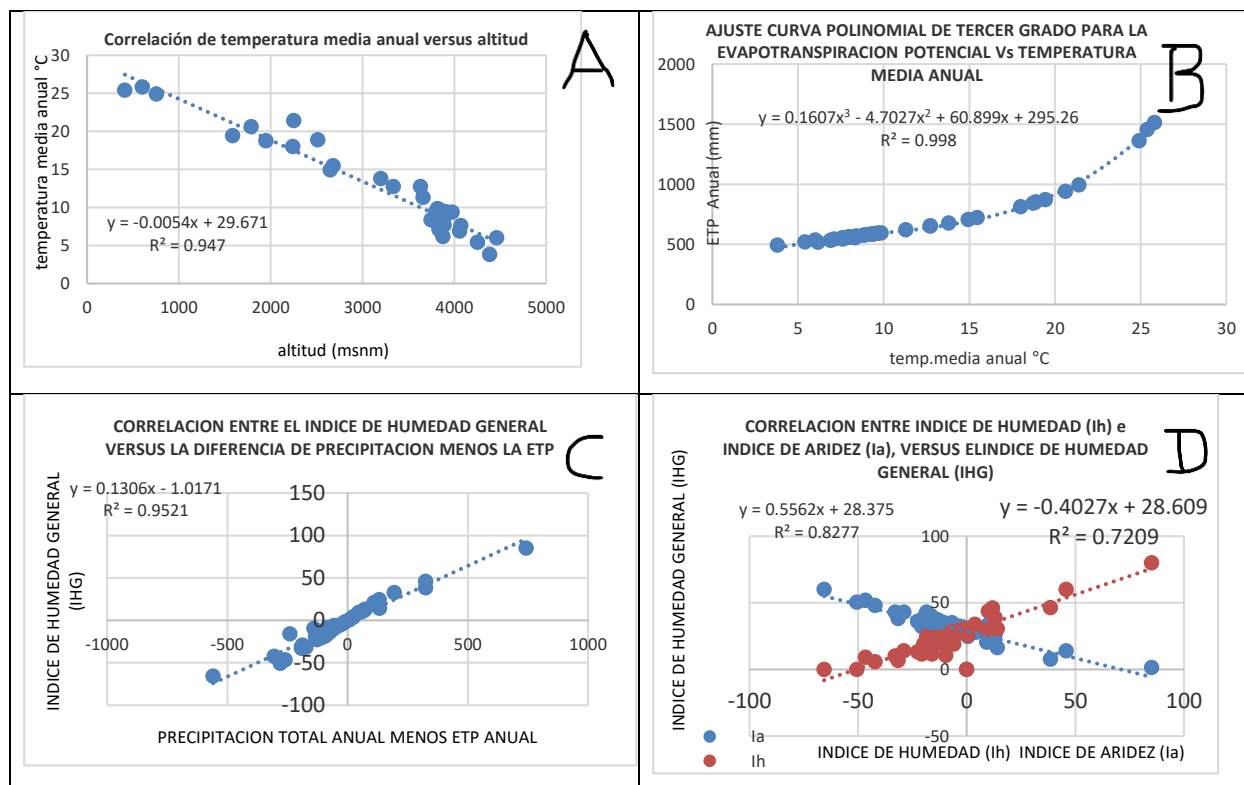 Correlación de temperatura media anual versus altitud
A
temperatura media anual °C
30
25
20
15
10
5
0
y = -0.0054x + 29.671
R² = 0.947
0 1000 2000 3000 4000 5000
altitud (msnm)
AJUSTE CURVA POLINOMIAL DE TERCER GRADO PARA LA
EVAPOTRANSPIRACION POTENCIAL Vs TEMPERATURA
MEDIA ANUAL
B
ETP Anual (mm)
2000
1500
1000
500
0
y = 0.1607x³ - 4.7027x² + 60.899x + 295.26
R² = 0.998
0 5 10 15 20 25 30
temp.media anual °C
CORRELACION ENTRE EL INDICE DE HUMEDAD GENERAL
VERSUS LA DIFERENCIA DE PRECIPITACION MENOS LA ETP
C
INDICE DE HUMEDAD GENERAL
(IHG)
y = 0.1306x - 1.0171
R² = 0.9521
150
100
50
0
-50
-100
-1000 -500 0 500 1000
PRECIPITACION TOTAL ANUAL MENOS ETP ANUAL
CORRELACION ENTRE INDICE DE HUMEDAD (Ih) e
INDICE DE ARIDEZ (Ia), VERSUS ELINDICE DE HUMEDAD
GENERAL (IHG)
D
INDICE DE HUMEDAD GENERAL (IHG)
y = 0.5562x + 28.375
R² = 0.8277
y = -0.4027x + 28.609
R² = 0.7209
100
50
0
-50
-100 -50 0 50 100
INDICE DE HUMEDAD (Ih) INDICE DE ARIDEZ (Ia)
Ia
Ih